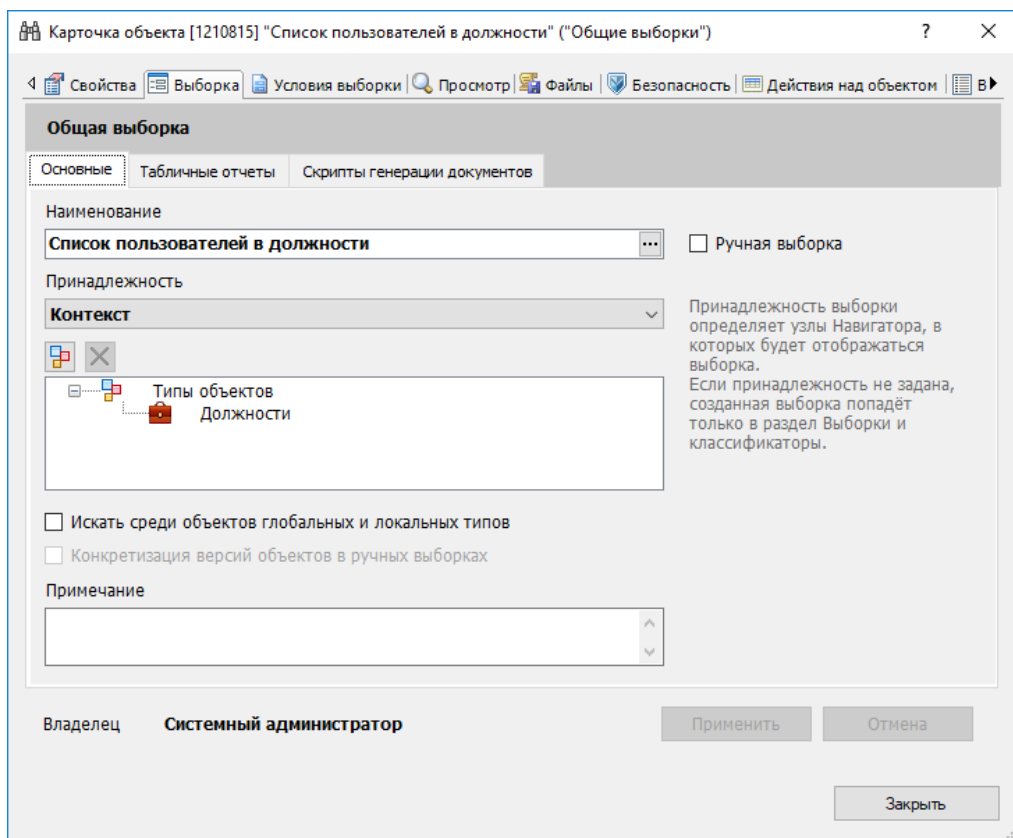 Карточка объекта [1210815] "Список пользователей в должности" ("Общие выборки") ?
Свойства Выборка Условия выборки Просмотр Файлы Безопасность Действия над объектом В
Общая выборка
Основные Табличные отчеты Скрипты генерации документов
Наименование
Список пользователей в должности ...
Ручная выборка
Принадлежность
Контекст
Принадлежность выборки
определяет узлы Навигатора, в
которых будет отображаться
выборка.
Если принадлежность не задана,
созданная выборка попадёт
только в раздел Выборки и
классификаторы.
Типы объектов
Должности
Искать среди объектов глобальных и локальных типов
Конкретизация версий объектов в ручных выборках
Примечание
Владелец Системный администратор
Применить Отмена
Закрыть